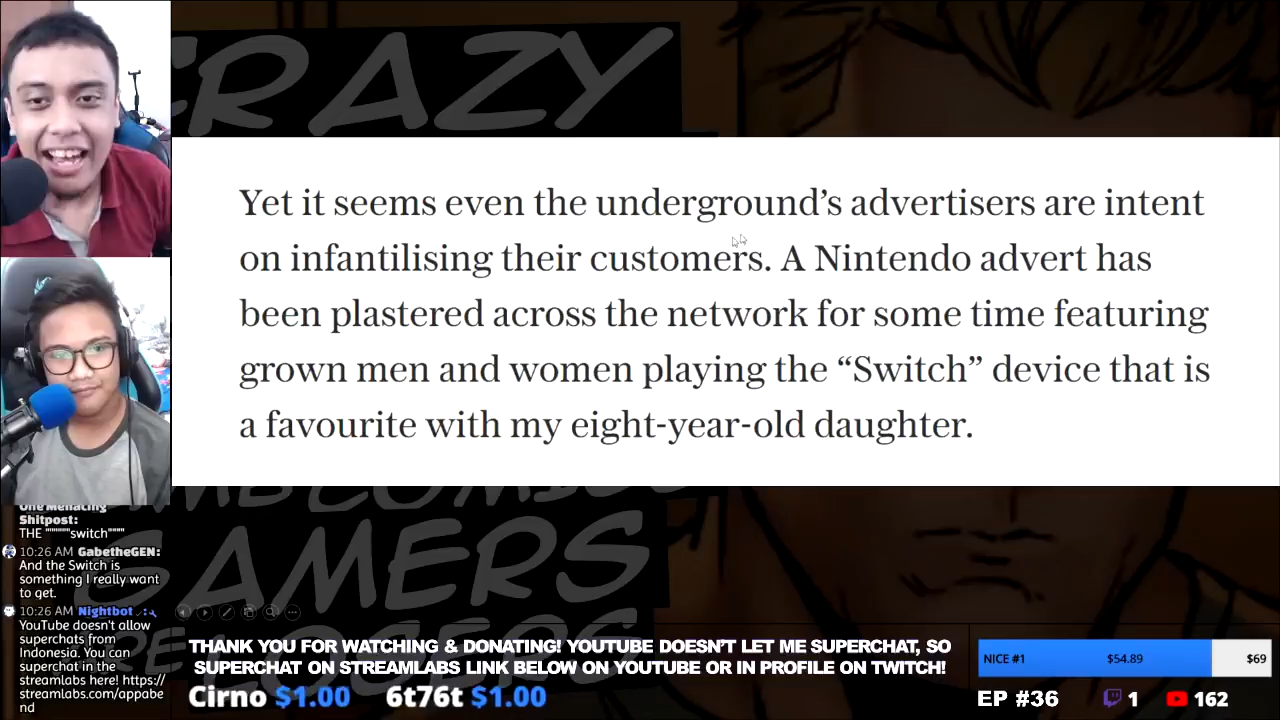 CRAZY
Yet it seems even the underground’s advertisers are intent
on infantilising their customers. A Nintendo advert has
been plastered across the network for some time featuring
grown men and women playing the “Switch” device that is
a favourite with my eight-year-old daughter.
GAMERS
ARE LOSERS
One Menacing
Shitpost:
THE """"""switch""""
10:26 AM GabetheGEN:
And the Switch is
something I really want
to get.
10:26 AM Nightbot
YouTube doesn't allow
superchats from
Indonesia. You can
superchat in the
streamlabs here! https://
streamlabs.com/appabe
nd
THANK YOU FOR WATCHING & DONATING! YOUTUBE DOESN'T LET ME SUPERCHAT, SO
SUPERCHAT ON STREAMLABS LINK BELOW ON YOUTUBE OR IN PROFILE ON TWITCH!
Cirno $1.00 6t76t $1.00
NICE #1 $54.89 $69
EP #36 1 162